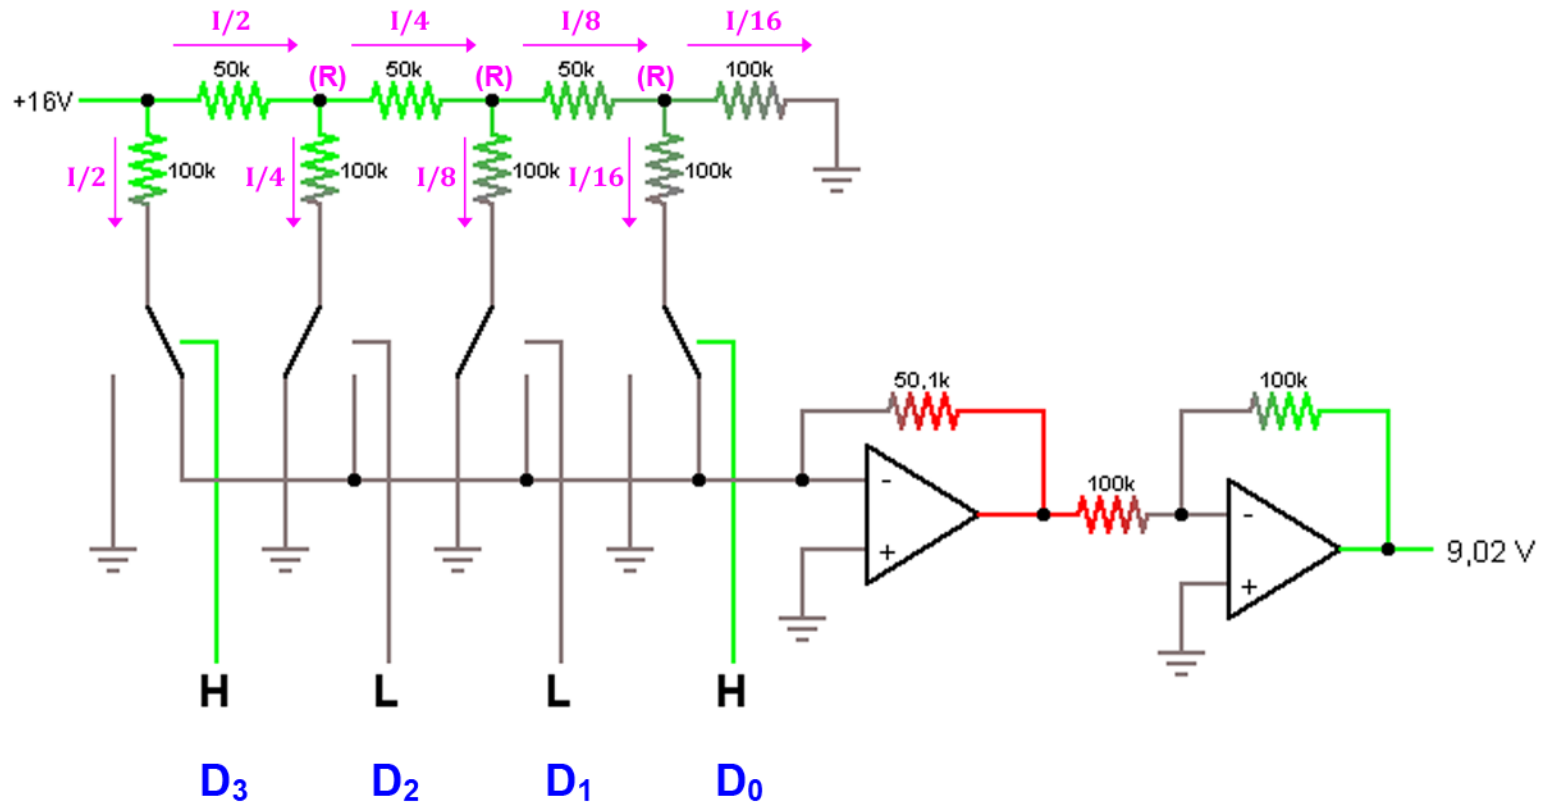 I/2 I/4 I/8 I/16
50k (R) 50k (R) 50k (R) 100k
+16V
I/2 100k I/4 100k I/8 100k I/16 100k
50,1k 100k
- 100k -
+ 9,02 V
+
H L L H
D₃ D₂ D₁ D₀